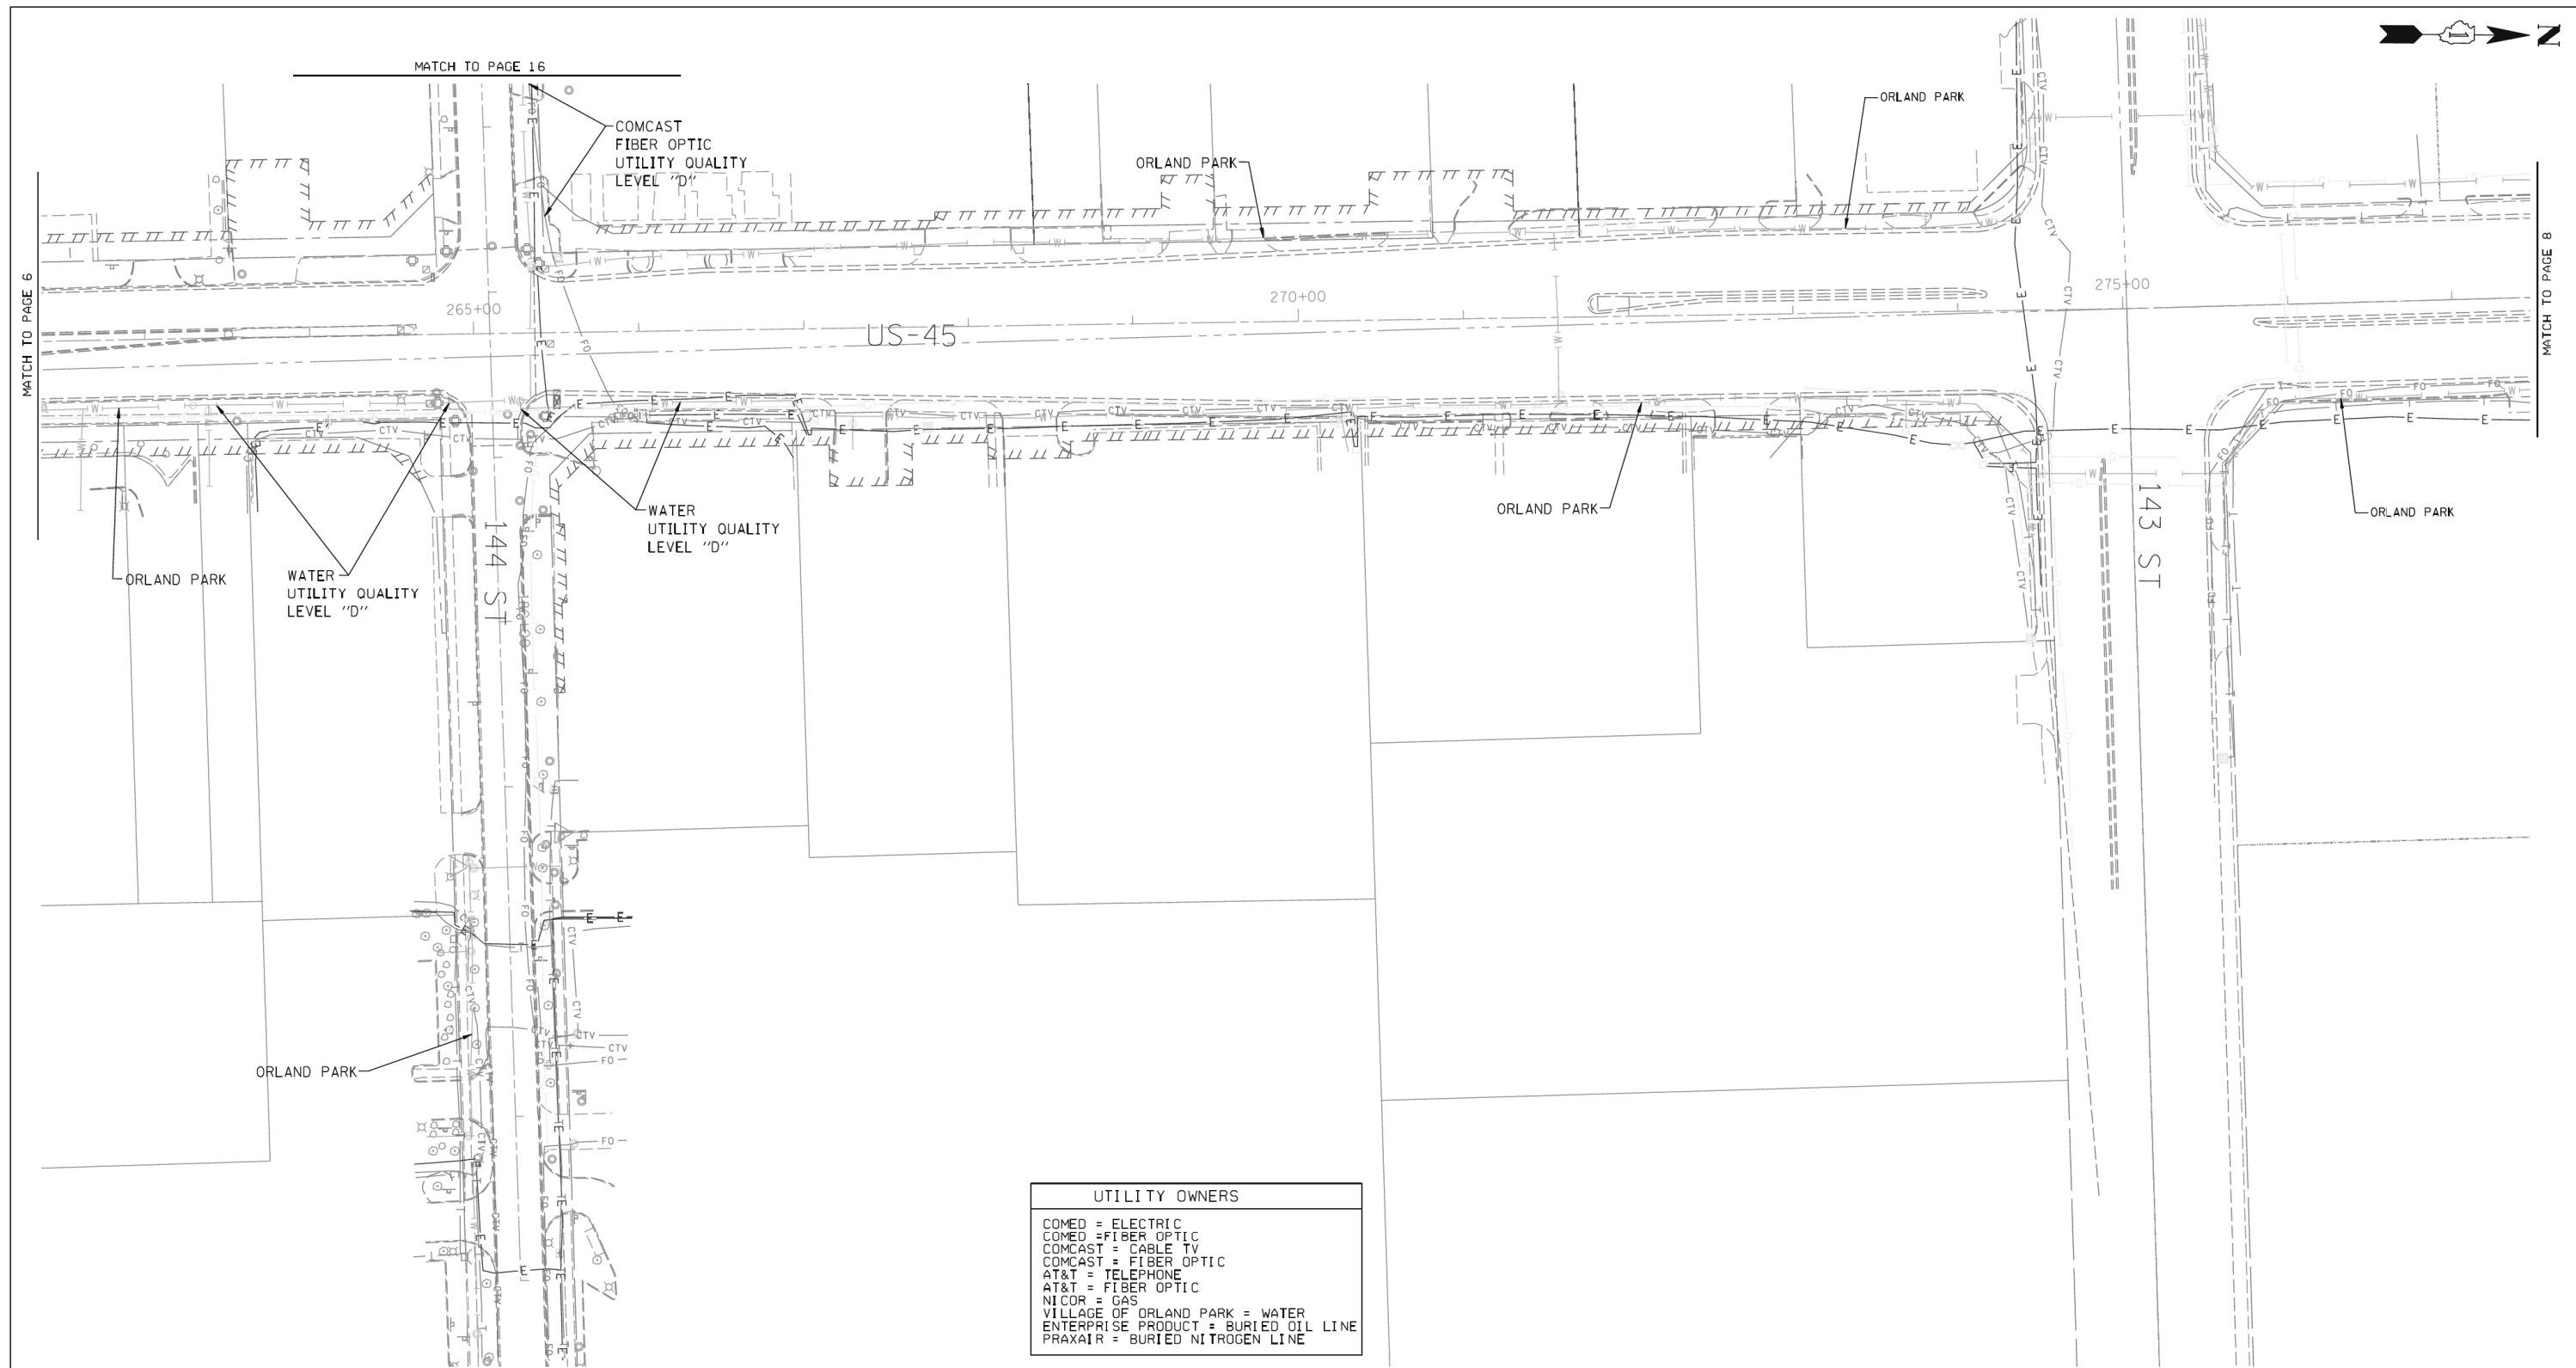 N
MATCH TO PAGE 16
COMCAST
FIBER OPTIC
UTILITY QUALITY
LEVEL "D"
ORLAND PARK
ORLAND PARK
MATCH TO PAGE 6
MATCH TO PAGE 8
265+00
270+00
275+00
US-45
ORLAND PARK
WATER
UTILITY QUALITY
LEVEL "D"
WATER
UTILITY QUALITY
LEVEL "D"
ORLAND PARK
ORLAND PARK
144 ST
143 ST
ORLAND PARK
UTILITY OWNERS
COMED = ELECTRIC
COMED =FIBER OPTIC
COMCAST = CABLE TV
COMCAST = FIBER OPTIC
AT&T = TELEPHONE
AT&T = FIBER OPTIC
NICOR = GAS
VILLAGE OF ORLAND PARK = WATER
ENTERPRISE PRODUCT = BURIED OIL LINE
PRAXAIR = BURIED NITROGEN LINE
E
CTV
FO
W
G
T